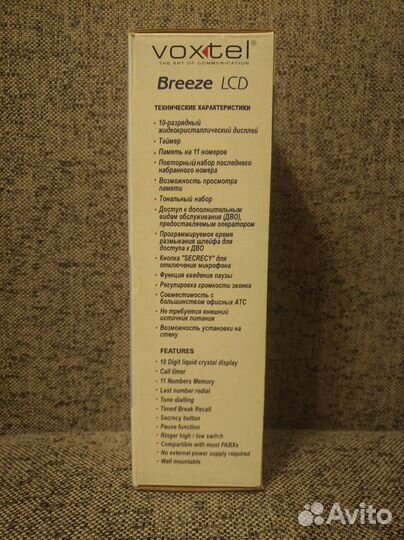 voxtel®
THE ART OF COMMUNICATION
Breeze LCD
ТЕХНИЧЕСКИЕ ХАРАКТЕРИСТИКИ
• 10-разрядный
жидкокристаллический дисплей
• Таймер
• Память на 11 номеров
• Повторный набор последнего
набранного номера
• Возможность просмотра
памяти
• Тональный набор
• Доступ к дополнительным
видам обслуживания (ДВО),
предоставляемым оператором
• Программируемое время
размыкания шлейфа для
доступа к ДВО
• Кнопка "SECRECY" для
отключения микрофона
• Функция введения паузы
• Регулировка громкости звонка
• Совместимость с
большинством офисных АТС
• Не требуется внешний
источник питания
• Возможность установки на
стену
FEATURES
• 10 Digit liquid crystal display
• Call timer
• 11 Numbers Memory
• Last number redial
• Tone dialling
• Timed Break Recall
• Secrecy button
• Pause function
• Ringer high / low switch
• Compartible with most PABXs
• No external power supply required
• Wall mountable
Avito